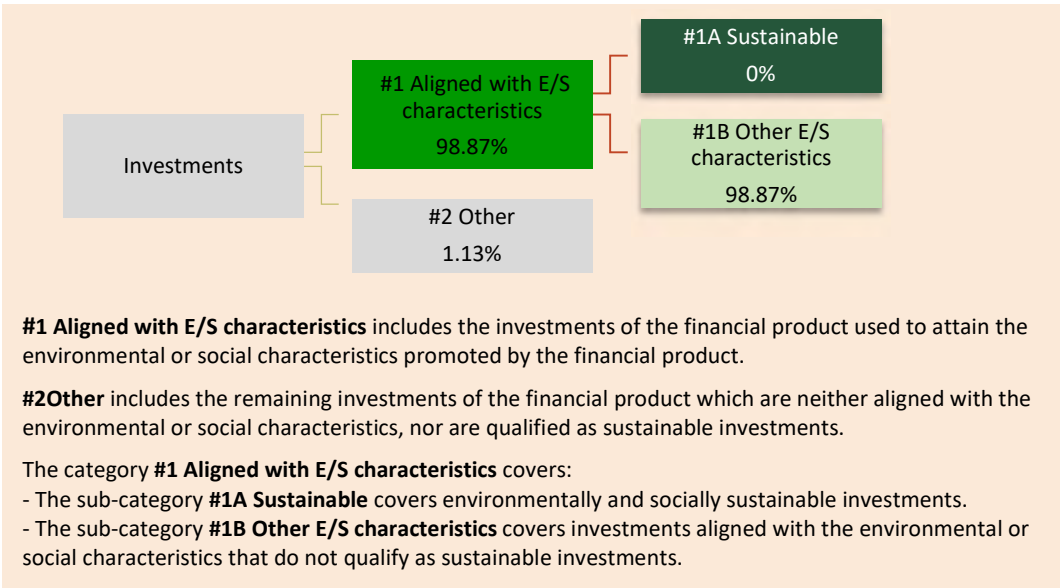 #1A Sustainable
0%
#1 Aligned with E/S
characteristics
98.87%
#1B Other E/S
characteristics
98.87%
Investments
#2 Other
1.13%
#1 Aligned with E/S characteristics includes the investments of the financial product used to attain the
environmental or social characteristics promoted by the financial product.
#2Other includes the remaining investments of the financial product which are neither aligned with the
environmental or social characteristics, nor are qualified as sustainable investments.
The category #1 Aligned with E/S characteristics covers:
- The sub-category #1A Sustainable covers environmentally and socially sustainable investments.
- The sub-category #1B Other E/S characteristics covers investments aligned with the environmental or
social characteristics that do not qualify as sustainable investments.